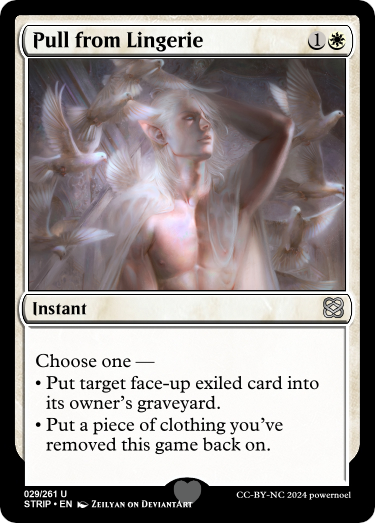 Pull from Lingerie 1
Instant
Choose one —
• Put target face-up exiled card into
its owner's graveyard.
• Put a piece of clothing you've
removed this game back on.
029/261 U
STRIP • EN Zeilyan on DeviantArt
CC-BY-NC 2024 powernoel